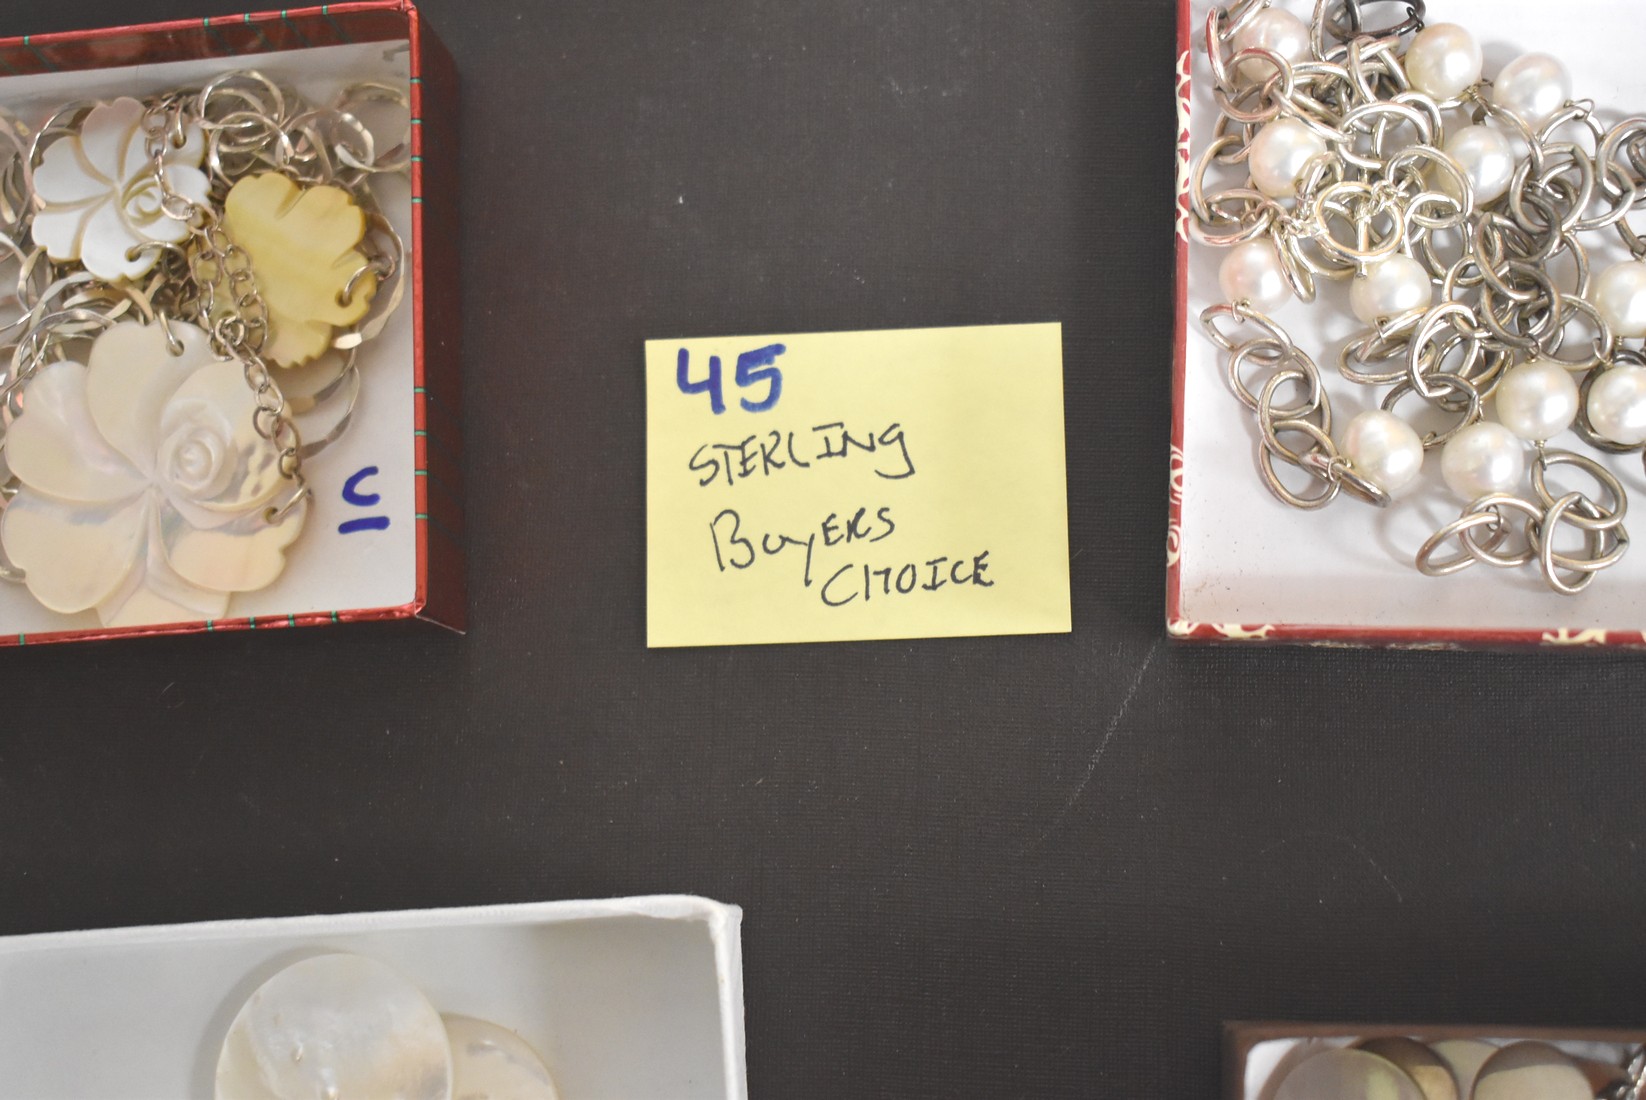 45
STERLING
BuyERS
CHOICE
C